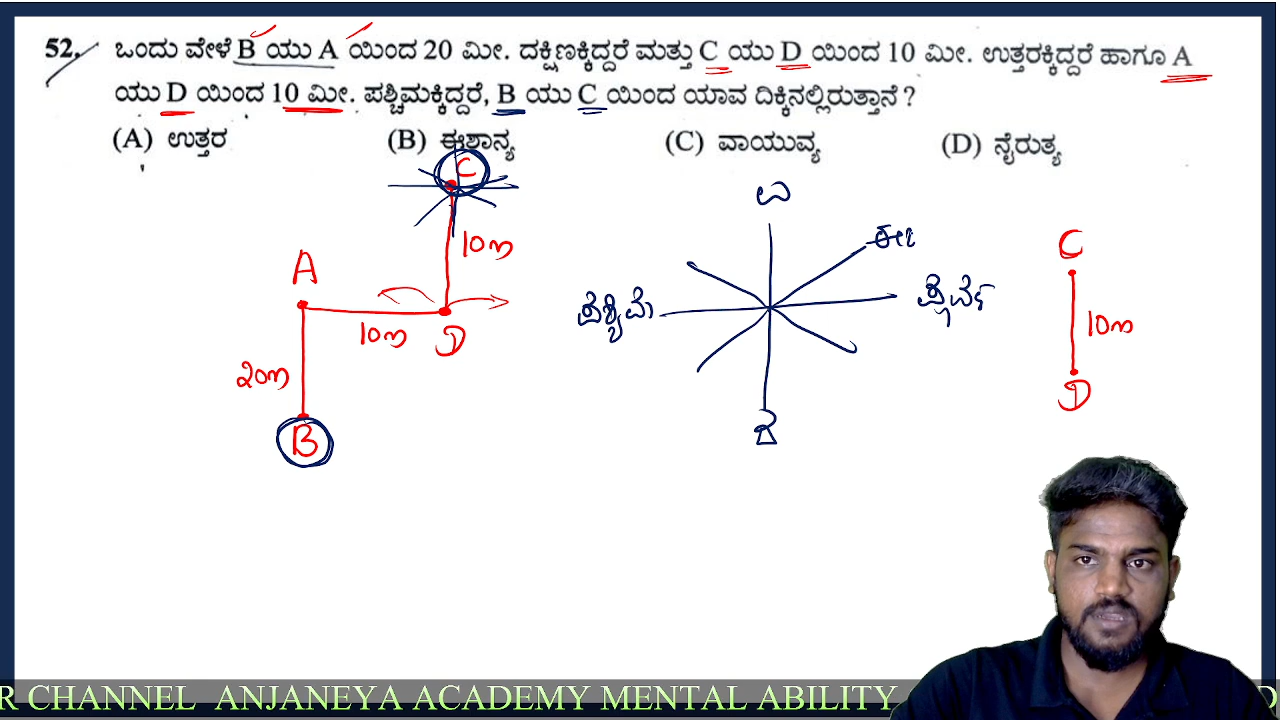 52. ಒಂದು ವೇಳೆ B ಯು A ಯಿಂದ 20 ಮೀ. ದಕ್ಷಿಣಕ್ಕಿದ್ದರೆ ಮತ್ತು C ಯು D ಯಿಂದ 10 ಮೀ. ಉತ್ತರಕ್ಕಿದ್ದರೆ ಹಾಗೂ A
ಯು D ಯಿಂದ 10 ಮೀ. ಪಶ್ಚಿಮಕ್ಕಿದ್ದರೆ, B ಯು C ಯಿಂದ ಯಾವ ದಿಕ್ಕಿನಲ್ಲಿರುತ್ತಾನೆ ?
(A) ಉತ್ತರ (B) ಈಶಾನ್ಯ (C) ವಾಯುವ್ಯ (D) ನೈರುತ್ಯ
C
10m
A
10m
D
20m
B
ಉ
ಈ
ಪಶ್ಚಿಮ
ಪೂರ್ವ
ದ
C
10m
D
R CHANNEL ANJANEYA ACADEMY MENTAL ABILITY